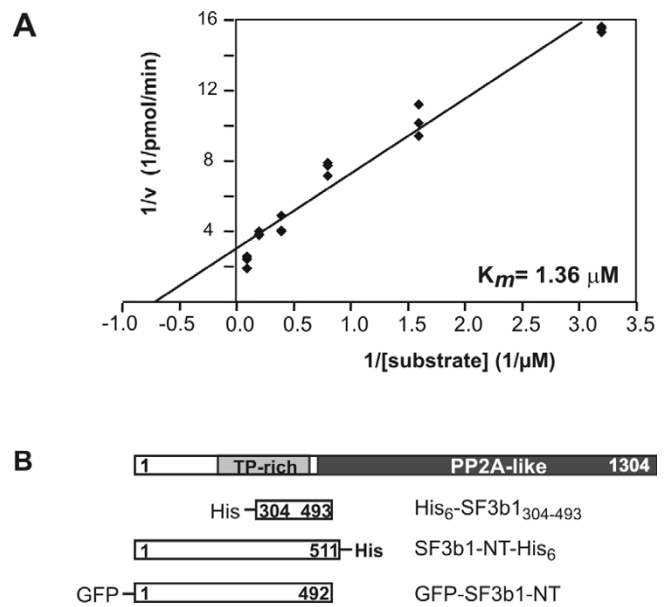 A
16
12
8
4
1/v (1/pmol/min)
Km= 1.36 µM
-1.0 -0.5 0.0 0.5 1.0 1.5 2.0 2.5 3.0 3.5
1/[substrate] (1/µM)
B
1 TP-rich PP2A-like 1304
His 304 493 His6-SF3b1304-493
1 511 His SF3b1-NT-His6
GFP 1 492 GFP-SF3b1-NT